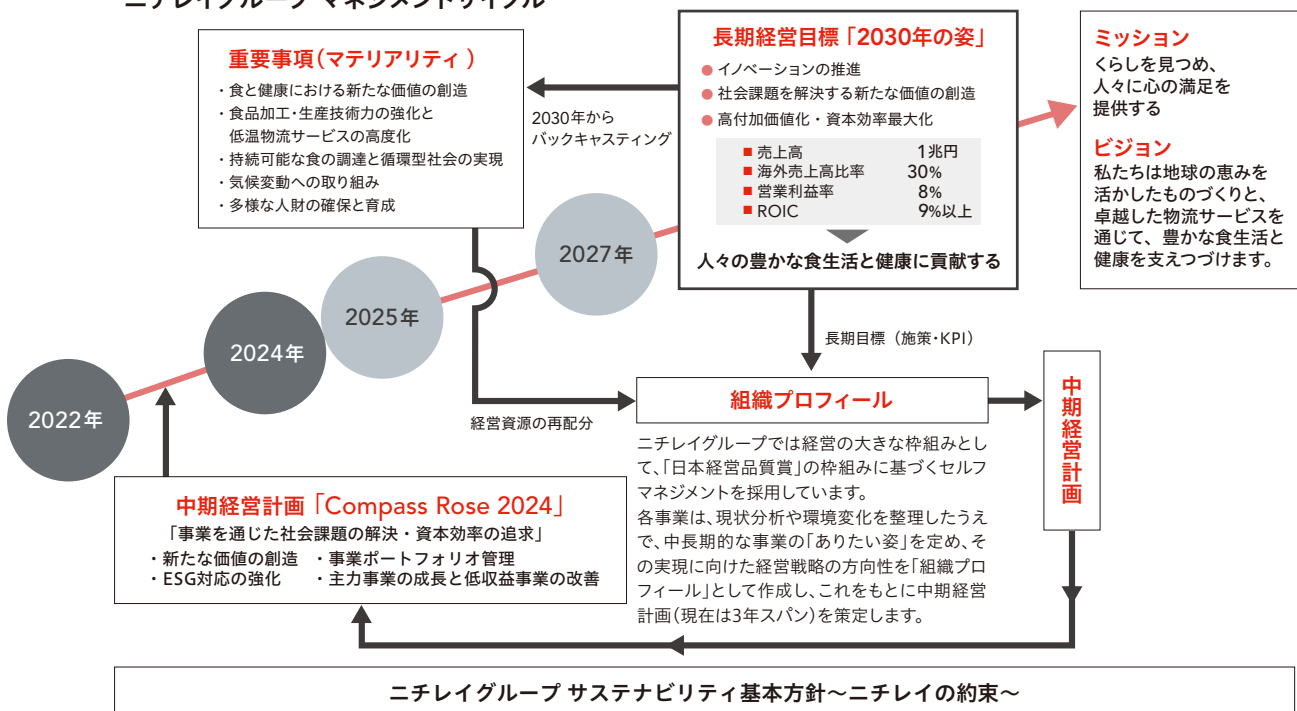 ニチレイグループ マネジメントサイクル
重要事項(マテリアリティ)
・食と健康における新たな価値の創造
・食品加工・生産技術力の強化と
低温物流サービスの高度化
・持続可能な食の調達と循環型社会の実現
・気候変動への取り組み
・多様な人財の確保と育成
2030年から
バックキャスティング
長期経営目標「2030年の姿」
● イノベーションの推進
● 社会課題を解決する新たな価値の創造
● 高付加価値化・資本効率最大化
■ 売上高 1兆円
■ 海外売上高比率 30%
■ 営業利益率 8%
■ ROIC 9%以上
人々の豊かな食生活と健康に貢献する
ミッション
くらしを見つめ、
人々に心の満足を
提供する
ビジョン
私たちは地球の恵みを
活かしたものづくりと、
卓越した物流サービスを
通じて、豊かな食生活と
健康を支えつづけます。
2022年
2024年
2025年
2027年
長期目標（施策・KPI）
経営資源の再配分
組織プロフィール
ニチレイグループでは経営の大きな枠組みとし
て、「日本経営品質賞」の枠組みに基づくセルフ
マネジメントを採用しています。
各事業は、現状分析や環境変化を整理したうえ
で、中長期的な事業の「ありたい姿」を定め、そ
の実現に向けた経営戦略の方向性を「組織プロ
フィール」として作成し、これをもとに中期経営
計画(現在は3年スパン)を策定します。
中期経営計画
中期経営計画「Compass Rose 2024」
「事業を通じた社会課題の解決・資本効率の追求」
・新たな価値の創造 ・事業ポートフォリオ管理
・ESG対応の強化 ・主力事業の成長と低収益事業の改善
ニチレイグループ サステナビリティ基本方針～ニチレイの約束～